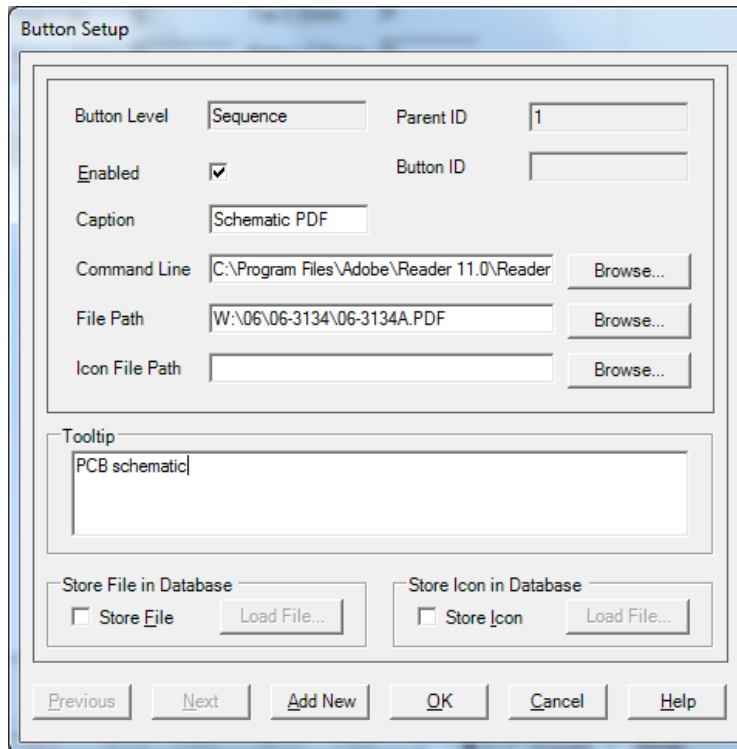 Button Setup
Button Level Sequence Parent ID 1
Enabled Button ID
Caption Schematic PDF
Command Line C:\Program Files\Adobe\Reader 11.0\Reader Browse...
File Path W:\06\06-3134\06-3134A.PDF Browse...
Icon File Path Browse...
Tooltip
PCB schematic
Store File in Database Store Icon in Database
Store File Load File... Store Icon Load File...
Previous Next Add New OK Cancel Help